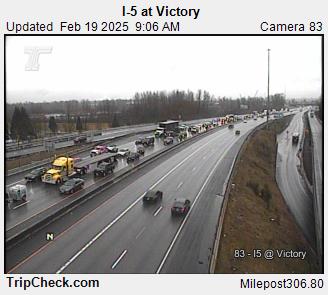 I-5 at Victory
Updated  Feb 19 2025  9:06 AM
Camera 83
T
N
83 - I5 @ Victory
TripCheck.com
Milepost306.80